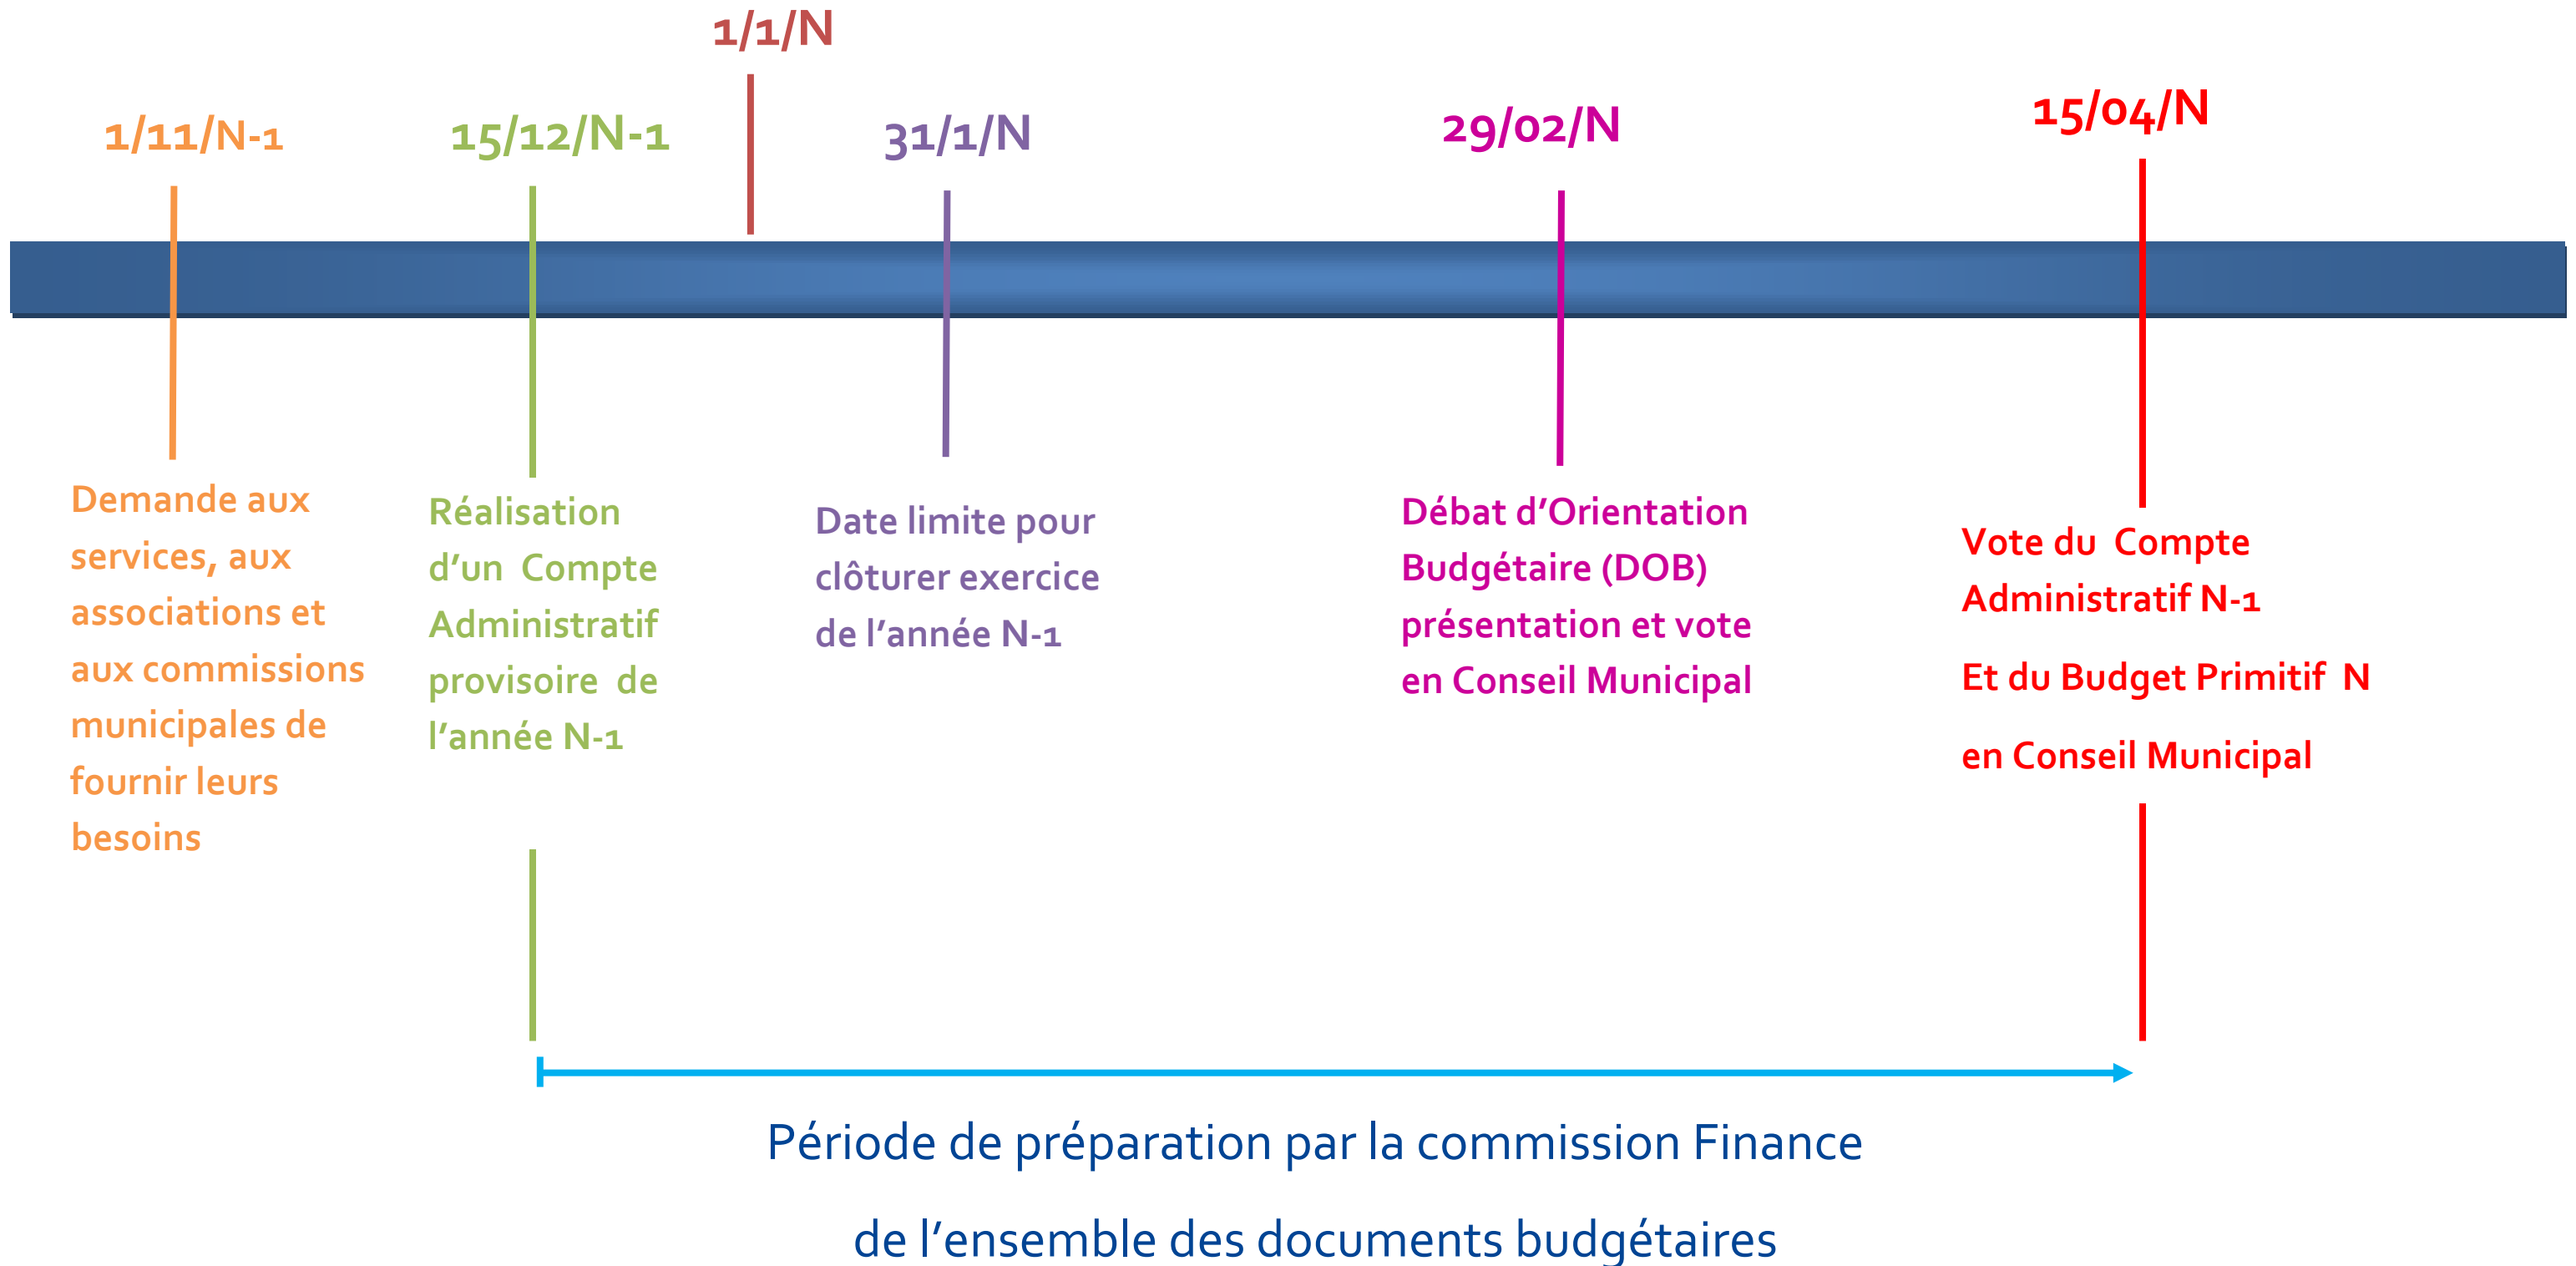 1/1/N
1/11/N-1
15/12/N-1
31/1/N
29/02/N
15/04/N
Demande aux
services, aux
associations et
aux commissions
municipales de
fournir leurs
besoins
Réalisation
d’un Compte
Administratif
provisoire de
l’année N-1
Date limite pour
clôturer exercice
de l’année N-1
Débat d’Orientation
Budgétaire (DOB)
présentation et vote
en Conseil Municipal
Vote du Compte
Administratif N-1
Et du Budget Primitif N
en Conseil Municipal
Période de préparation par la commission Finance
de l’ensemble des documents budgétaires